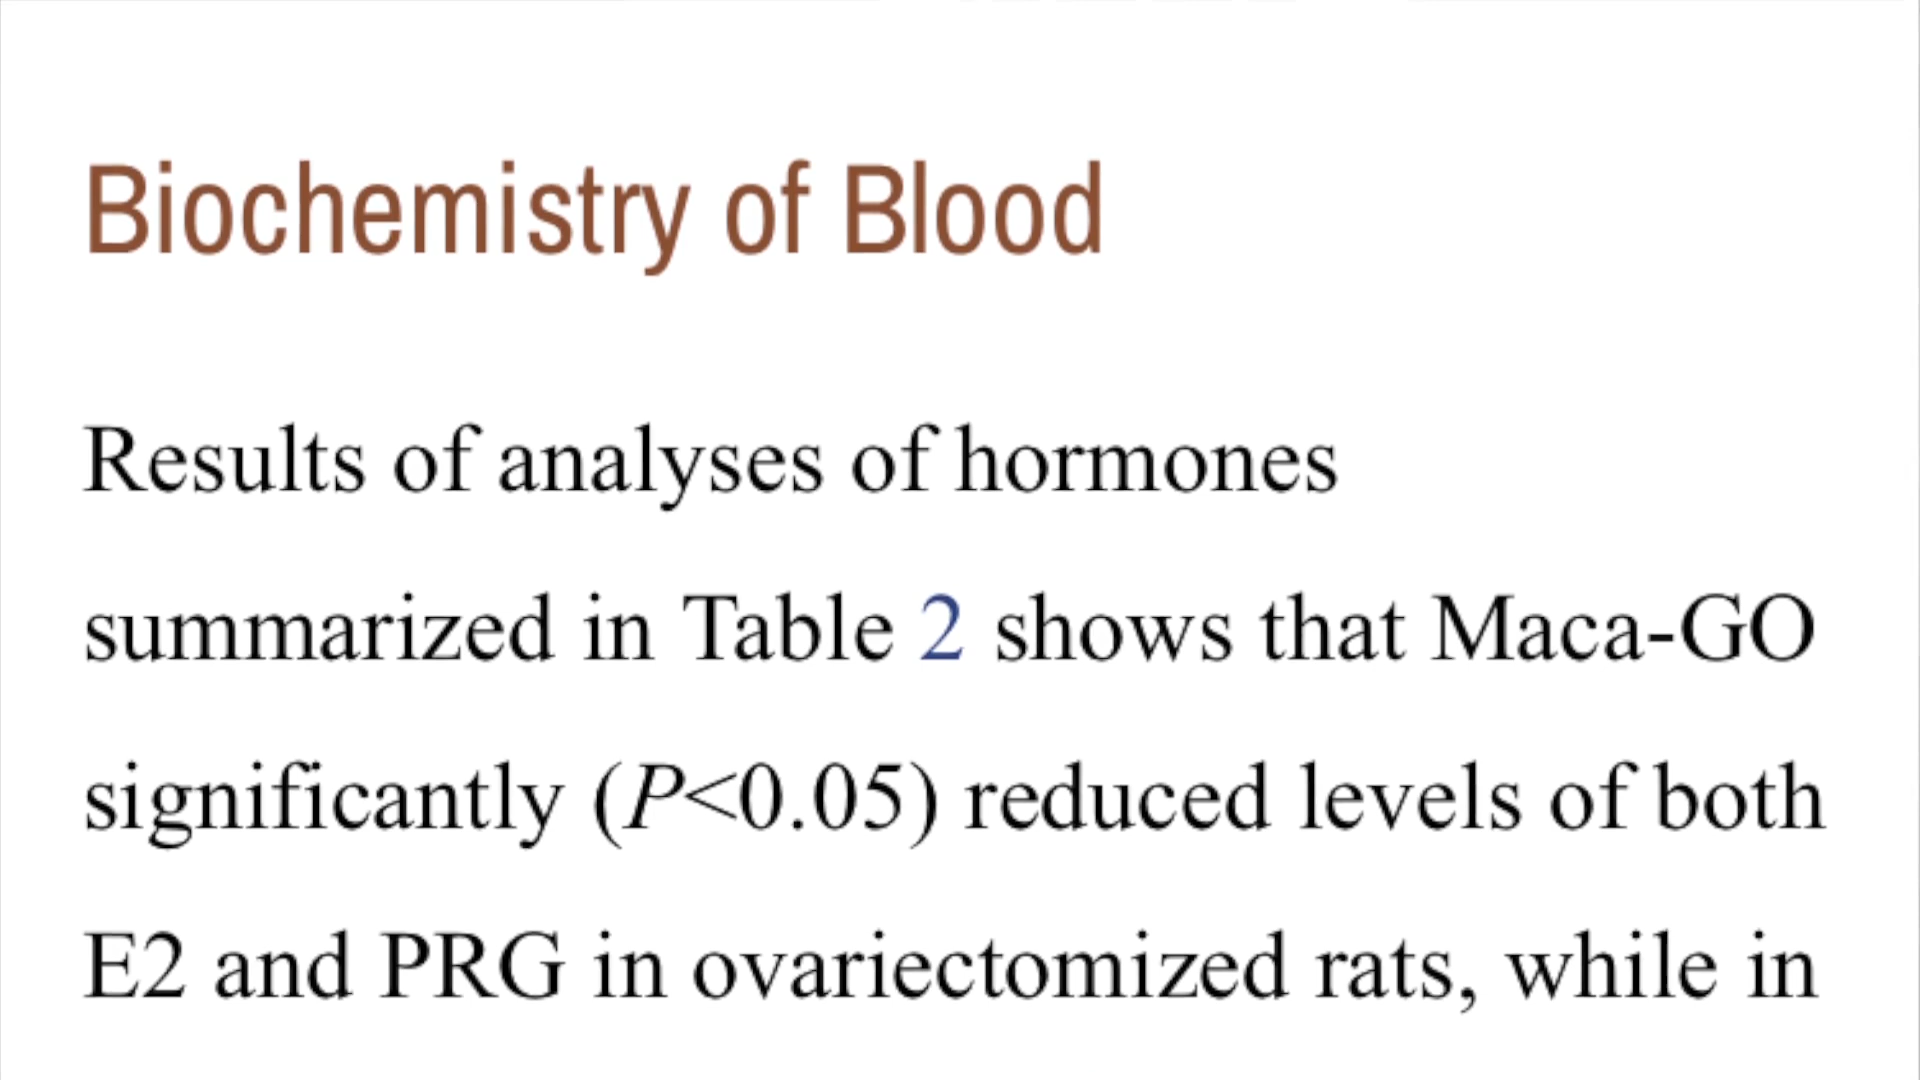 Biochemistry of Blood
Results of analyses of hormones
summarized in Table 2 shows that Maca-GO
significantly (P<0.05) reduced levels of both
E2 and PRG in ovariectomized rats, while in